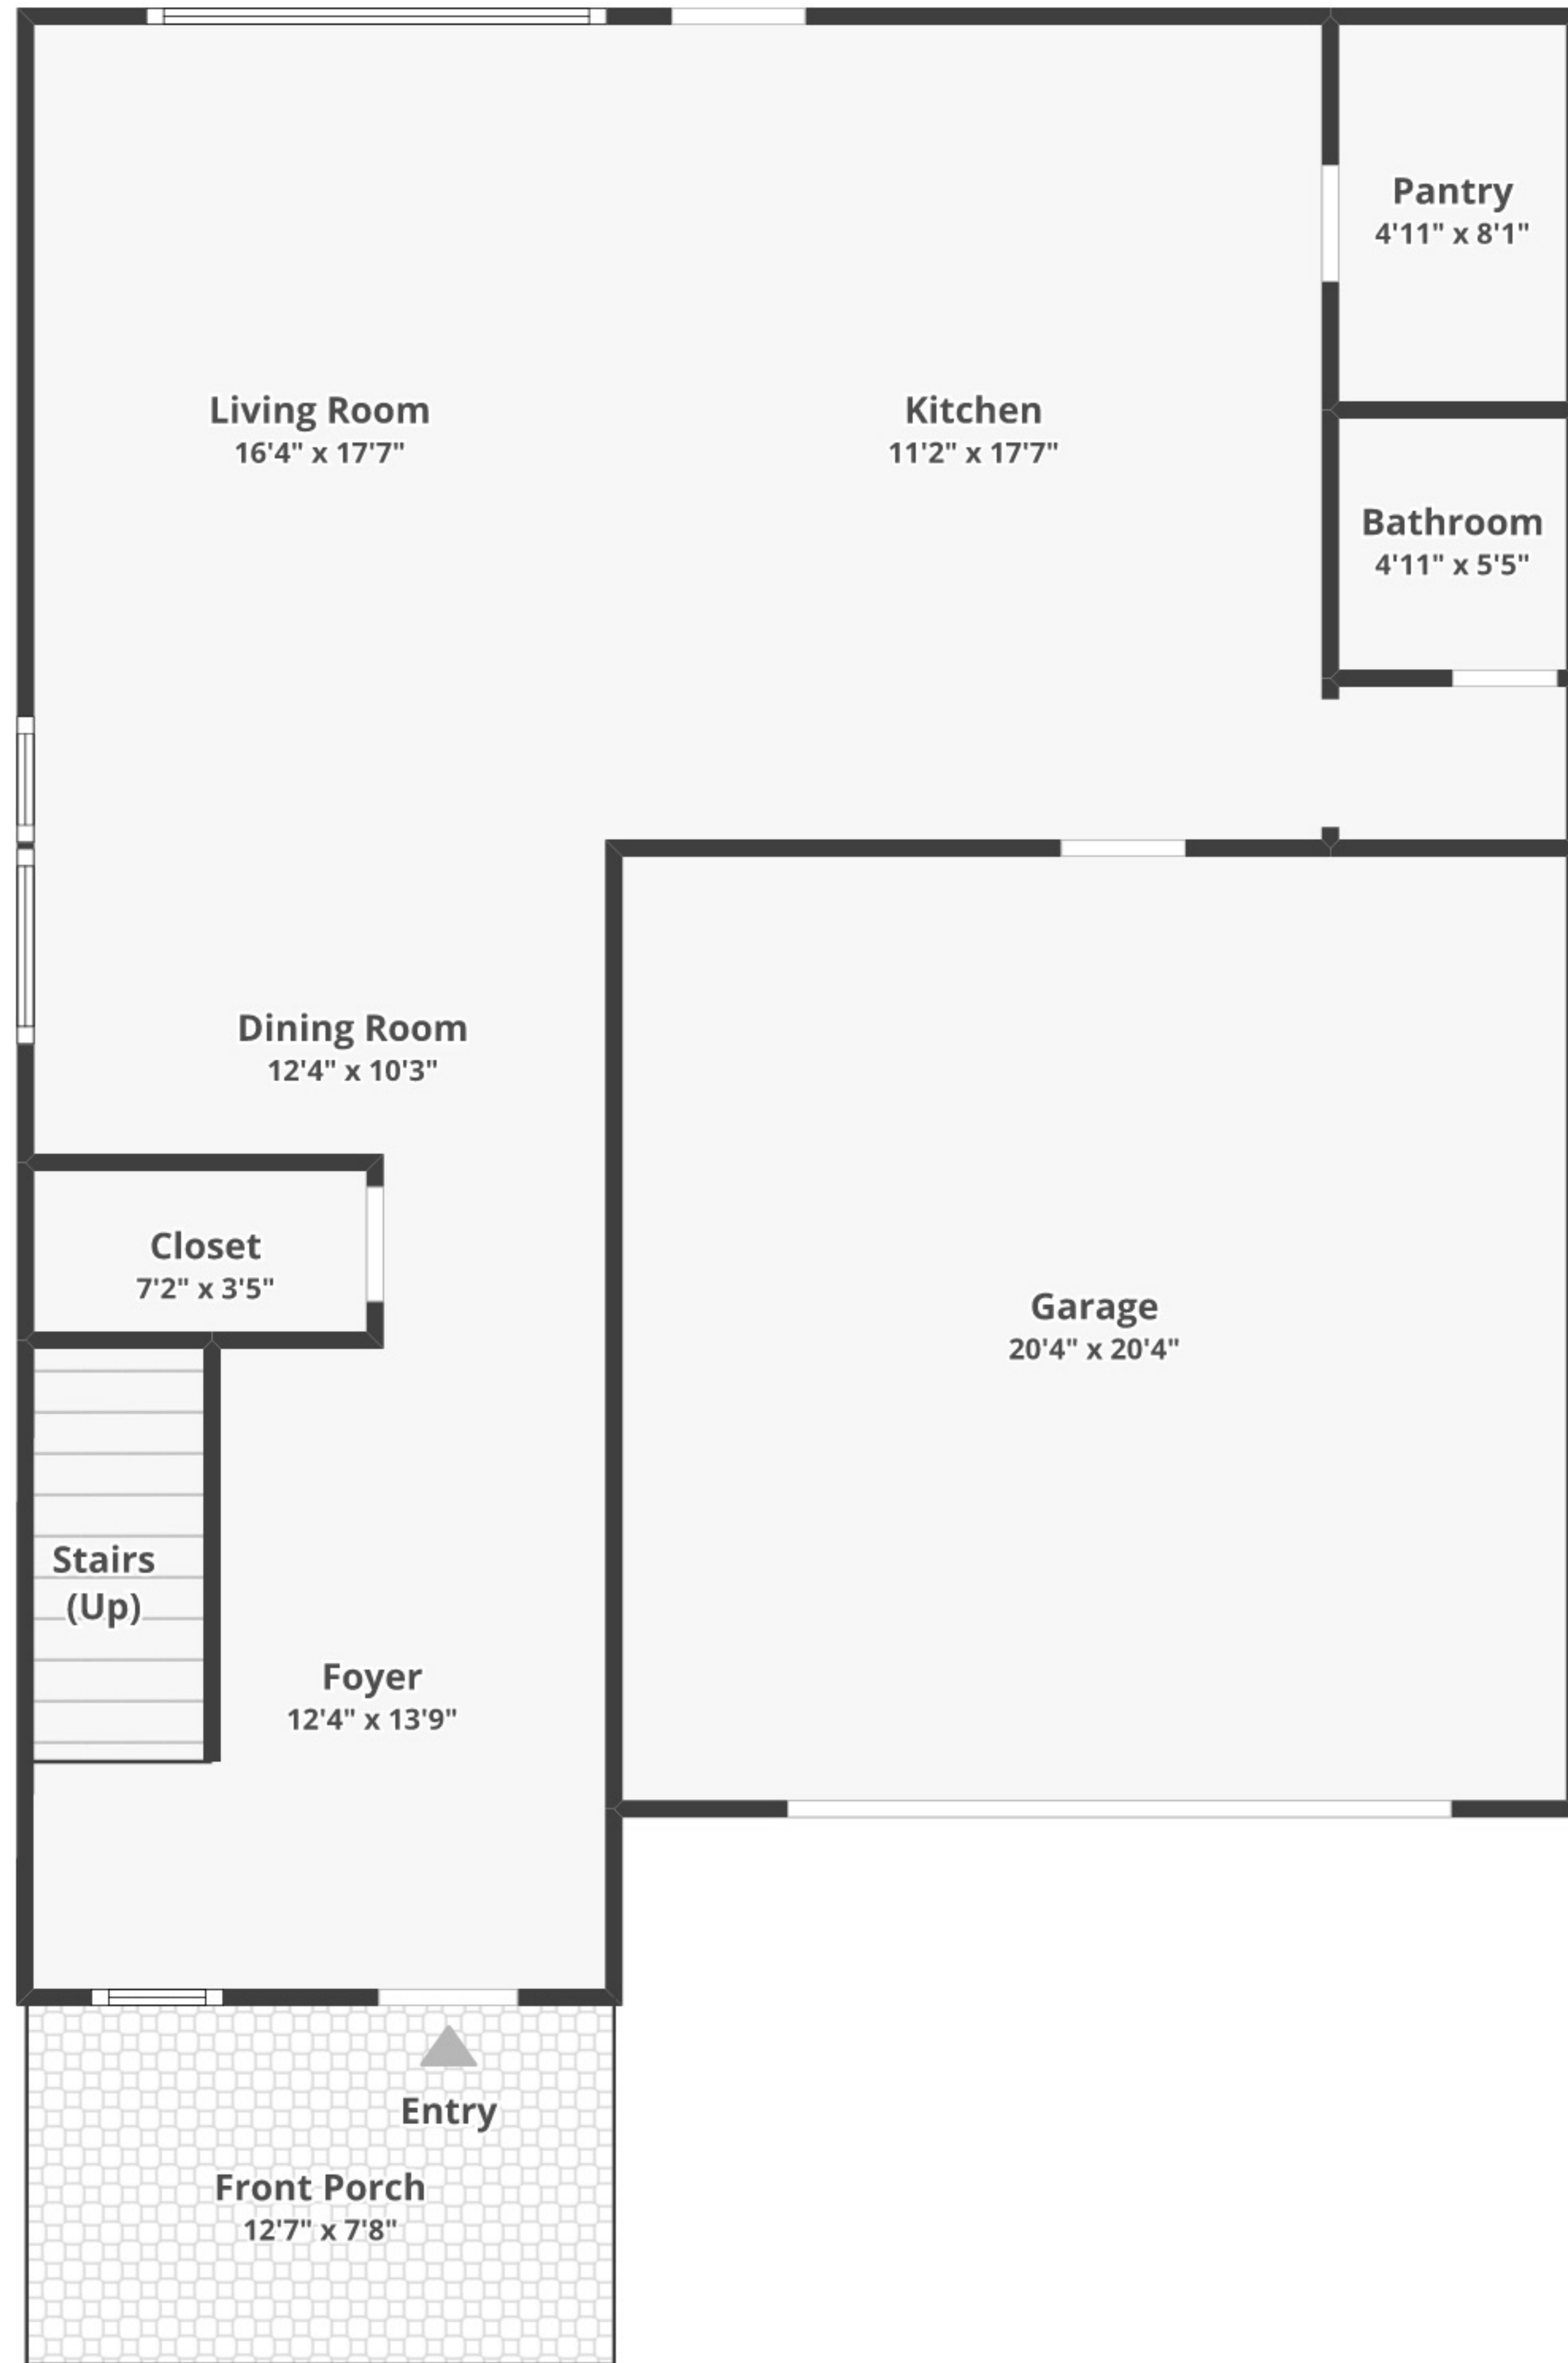 Pantry
4'11" x 8'1"
Living Room
16'4" x 17'7"
Kitchen
11'2" x 17'7"
Bathroom
4'11" x 5'5"
Dining Room
12'4" x 10'3"
Closet
7'2" x 3'5"
Garage
20'4" x 20'4"
Stairs
(Up)
Foyer
12'4" x 13'9"
Entry
Front Porch
12'7" x 7'8"